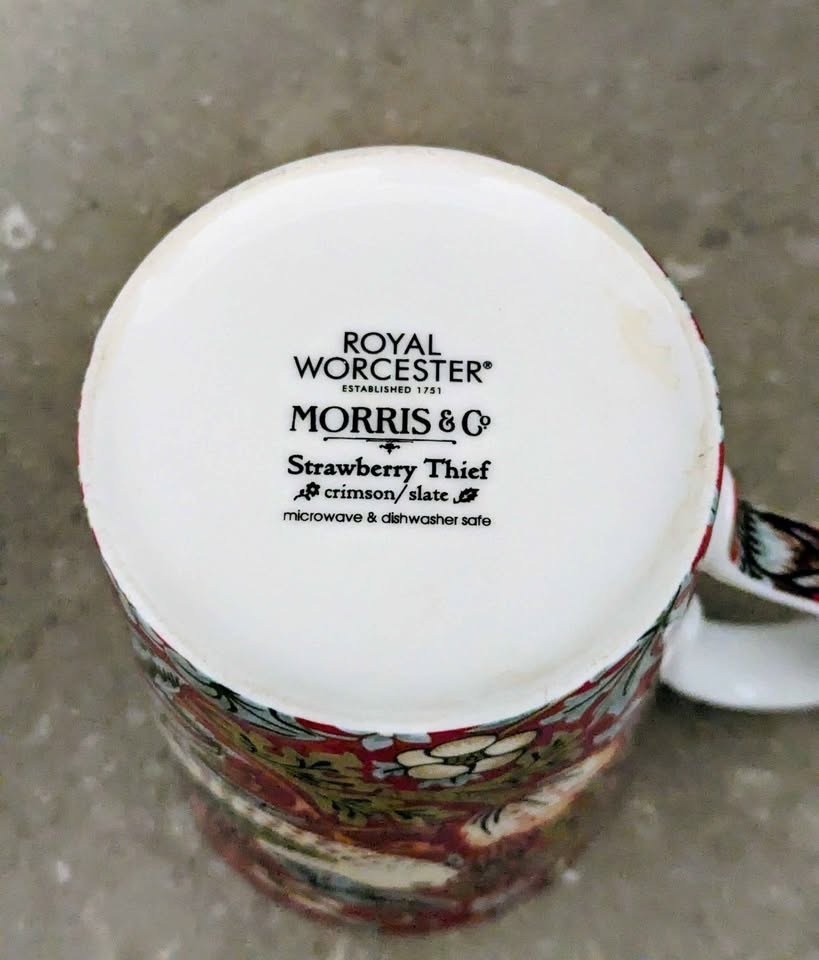 ROYAL
WORCESTER®
ESTABLISHED 1751
MORRIS & Co
Strawberry Thief
crimson/slate
microwave & dishwasher safe